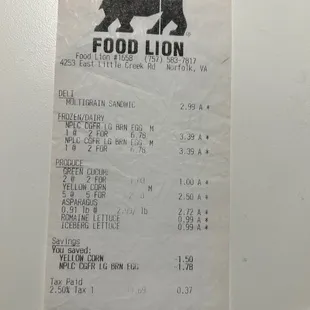 FOOD LION
Food Lion #1658 (757) 583-7817
4253 East Little Creek Rd Norfolk, VA
DELI
MULTIGRAIN SANDWIC 2.99 A *
FROZEN/DAIRY
NPLC CGFR LG BRN EGG M
1 @ 2 FOR 6.78 3.39 A *
NPLC CGFR LG BRN EGG M
1 @ 2 FOR 6.78 3.39 A *
PRODUCE
GREEN CUCUM
2 @ 2 FOR 1.00 A *
YELLOW CORN M
5 @ 5 FOR 2.50 A *
ASPARAGUS
0.91 lb @ / lb 2.72 A *
ROMAINE LETTUCE 0.99 A *
ICEBERG LETTUCE 0.99 A *
Savings
You saved:
YELLOW CORN -1.50
NPLC CGFR LG BRN EGG -1.78
Tax Paid
2.50% Tax 1 0.37